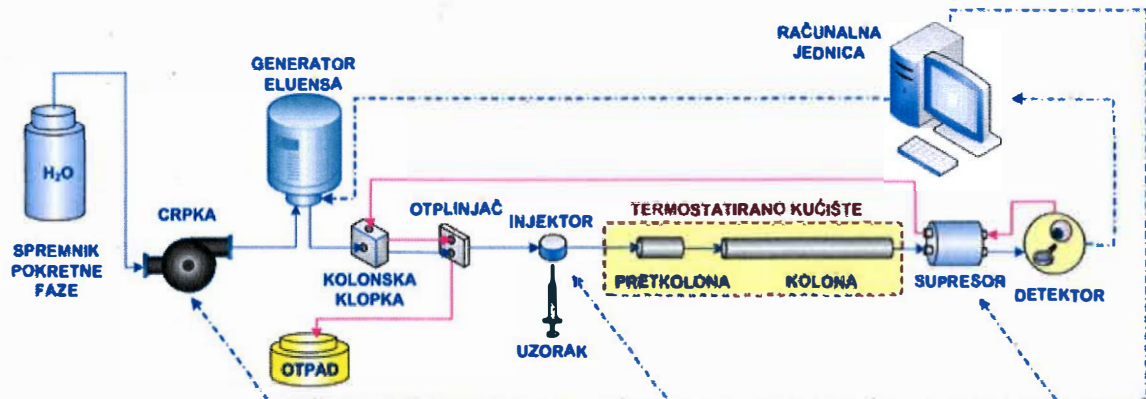 RAČUNALNA
JEDNICA
GENERATOR
ELUENSA
H₂O
CRPKA
OTPLINJAČ
INJEKTOR
TERMOSTATIRANO KUĆIŠTE
SPREMNIK
POKRETNE
FAZE
KOLONSKA
KLOPKA
PRETKOLONA
KOLONA
SUPRESOR
DETEKTOR
OTPAD
UZORAK